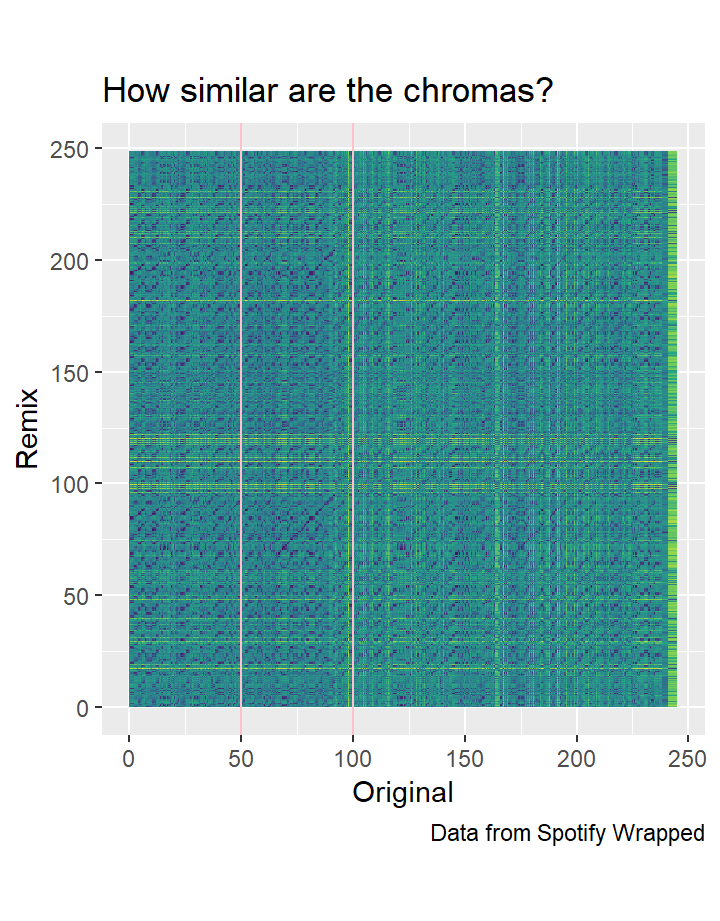 How similar are the chromas?
250
200
150
100
50
0
Remix
0 50 100 150 200 250
Original
Data from Spotify Wrapped